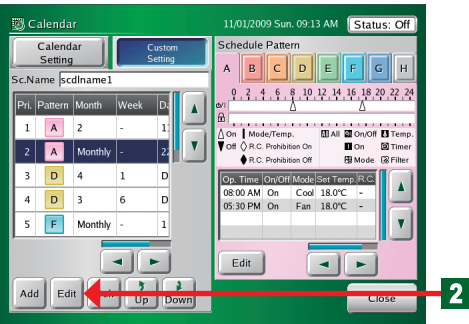 Calendar
11/01/2009 Sun. 09:13 AM
Status: Off
Calendar
Setting
Custom
Setting
Sc.Name scdlname1
Pri. Pattern Month Week Da
1 A 2 - 1
2 A Monthly - 2
3 D 4 1 D
4 D 3 6 D
5 F Monthly - 1
Add
Edit
Up
Down
Schedule Pattern
A B C D E F G H
0 2 4 6 8 10 12 14 16 18 20 22 24
On Mode/Temp. All On/Off Temp.
Off R.C. Prohibition On On Timer
R.C. Prohibition Off Mode Filter
Op. Time On/Off Mode Set Temp. R.C.
08:00 AM On Cool 18.0°C -
05:30 PM On Fan 18.0°C -
Edit
Close
2